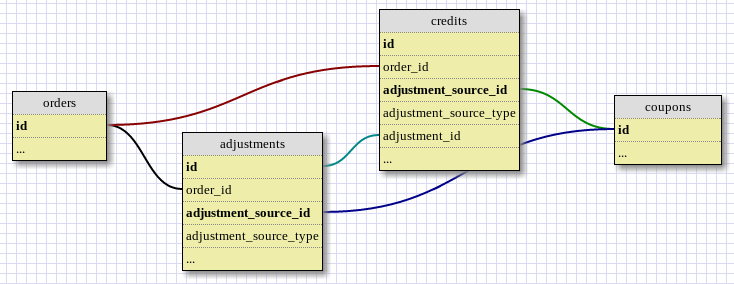 orders
id
...
adjustments
id
order_id
adjustment_source_id
adjustment_source_type
...
credits
id
order_id
adjustment_source_id
adjustment_source_type
adjustment_id
...
coupons
id
...